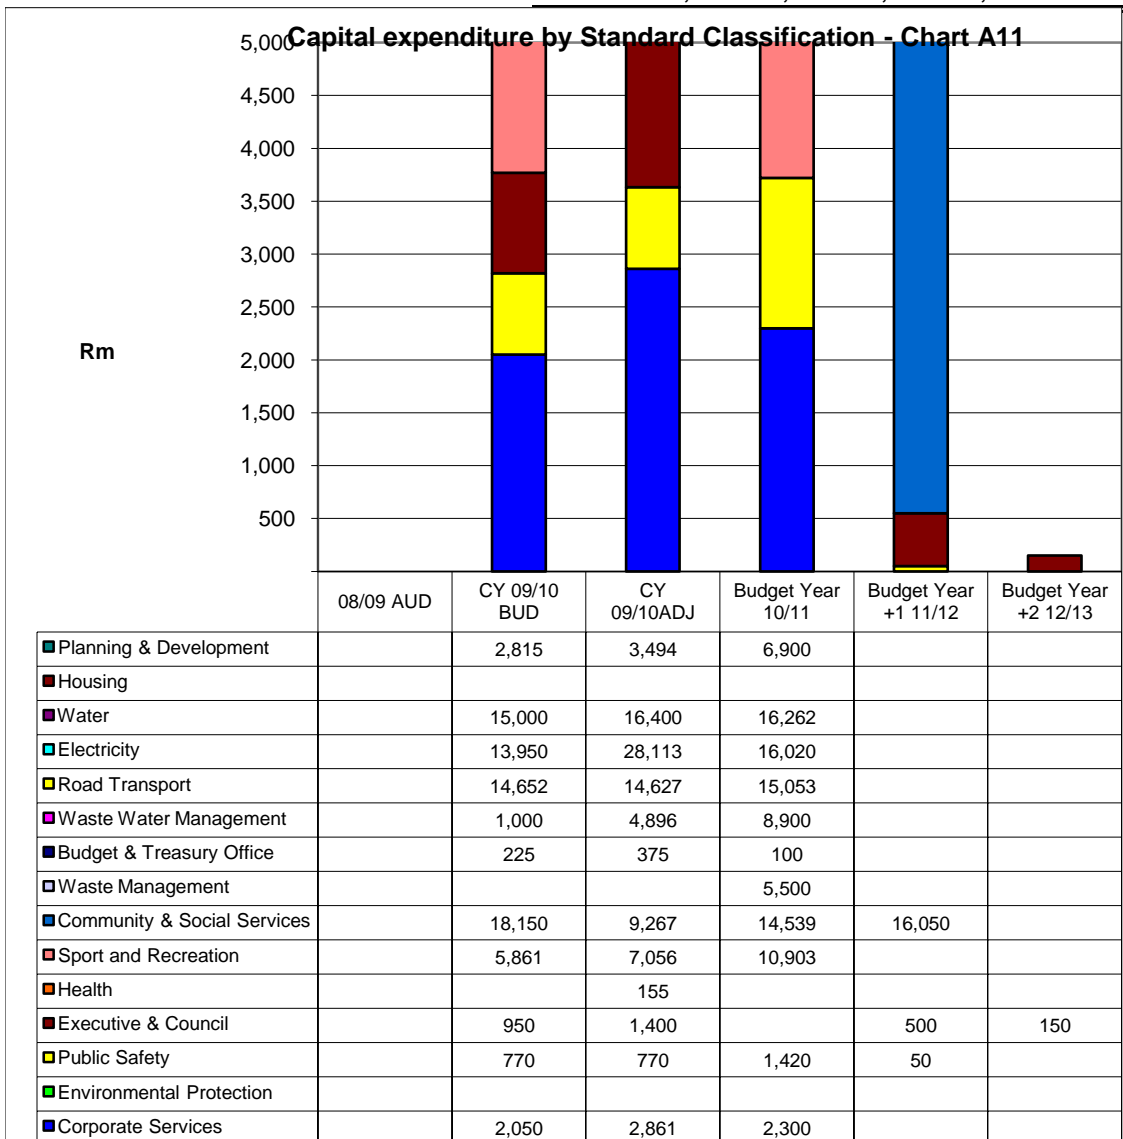 Capital expenditure by Standard Classification - Chart A11
5,000
4,500
4,000
3,500
3,000
2,500
2,000
1,500
1,000
500
Rm
08/09 AUD CY 09/10 BUD CY 09/10ADJ Budget Year 10/11 Budget Year +1 11/12 Budget Year +2 12/13
Planning & Development 2,815 3,494 6,900
Housing
Water 15,000 16,400 16,262
Electricity 13,950 28,113 16,020
Road Transport 14,652 14,627 15,053
Waste Water Management 1,000 4,896 8,900
Budget & Treasury Office 225 375 100
Waste Management 5,500
Community & Social Services 18,150 9,267 14,539 16,050
Sport and Recreation 5,861 7,056 10,903
Health 155
Executive & Council 950 1,400 500 150
Public Safety 770 770 1,420 50
Environmental Protection
Corporate Services 2,050 2,861 2,300